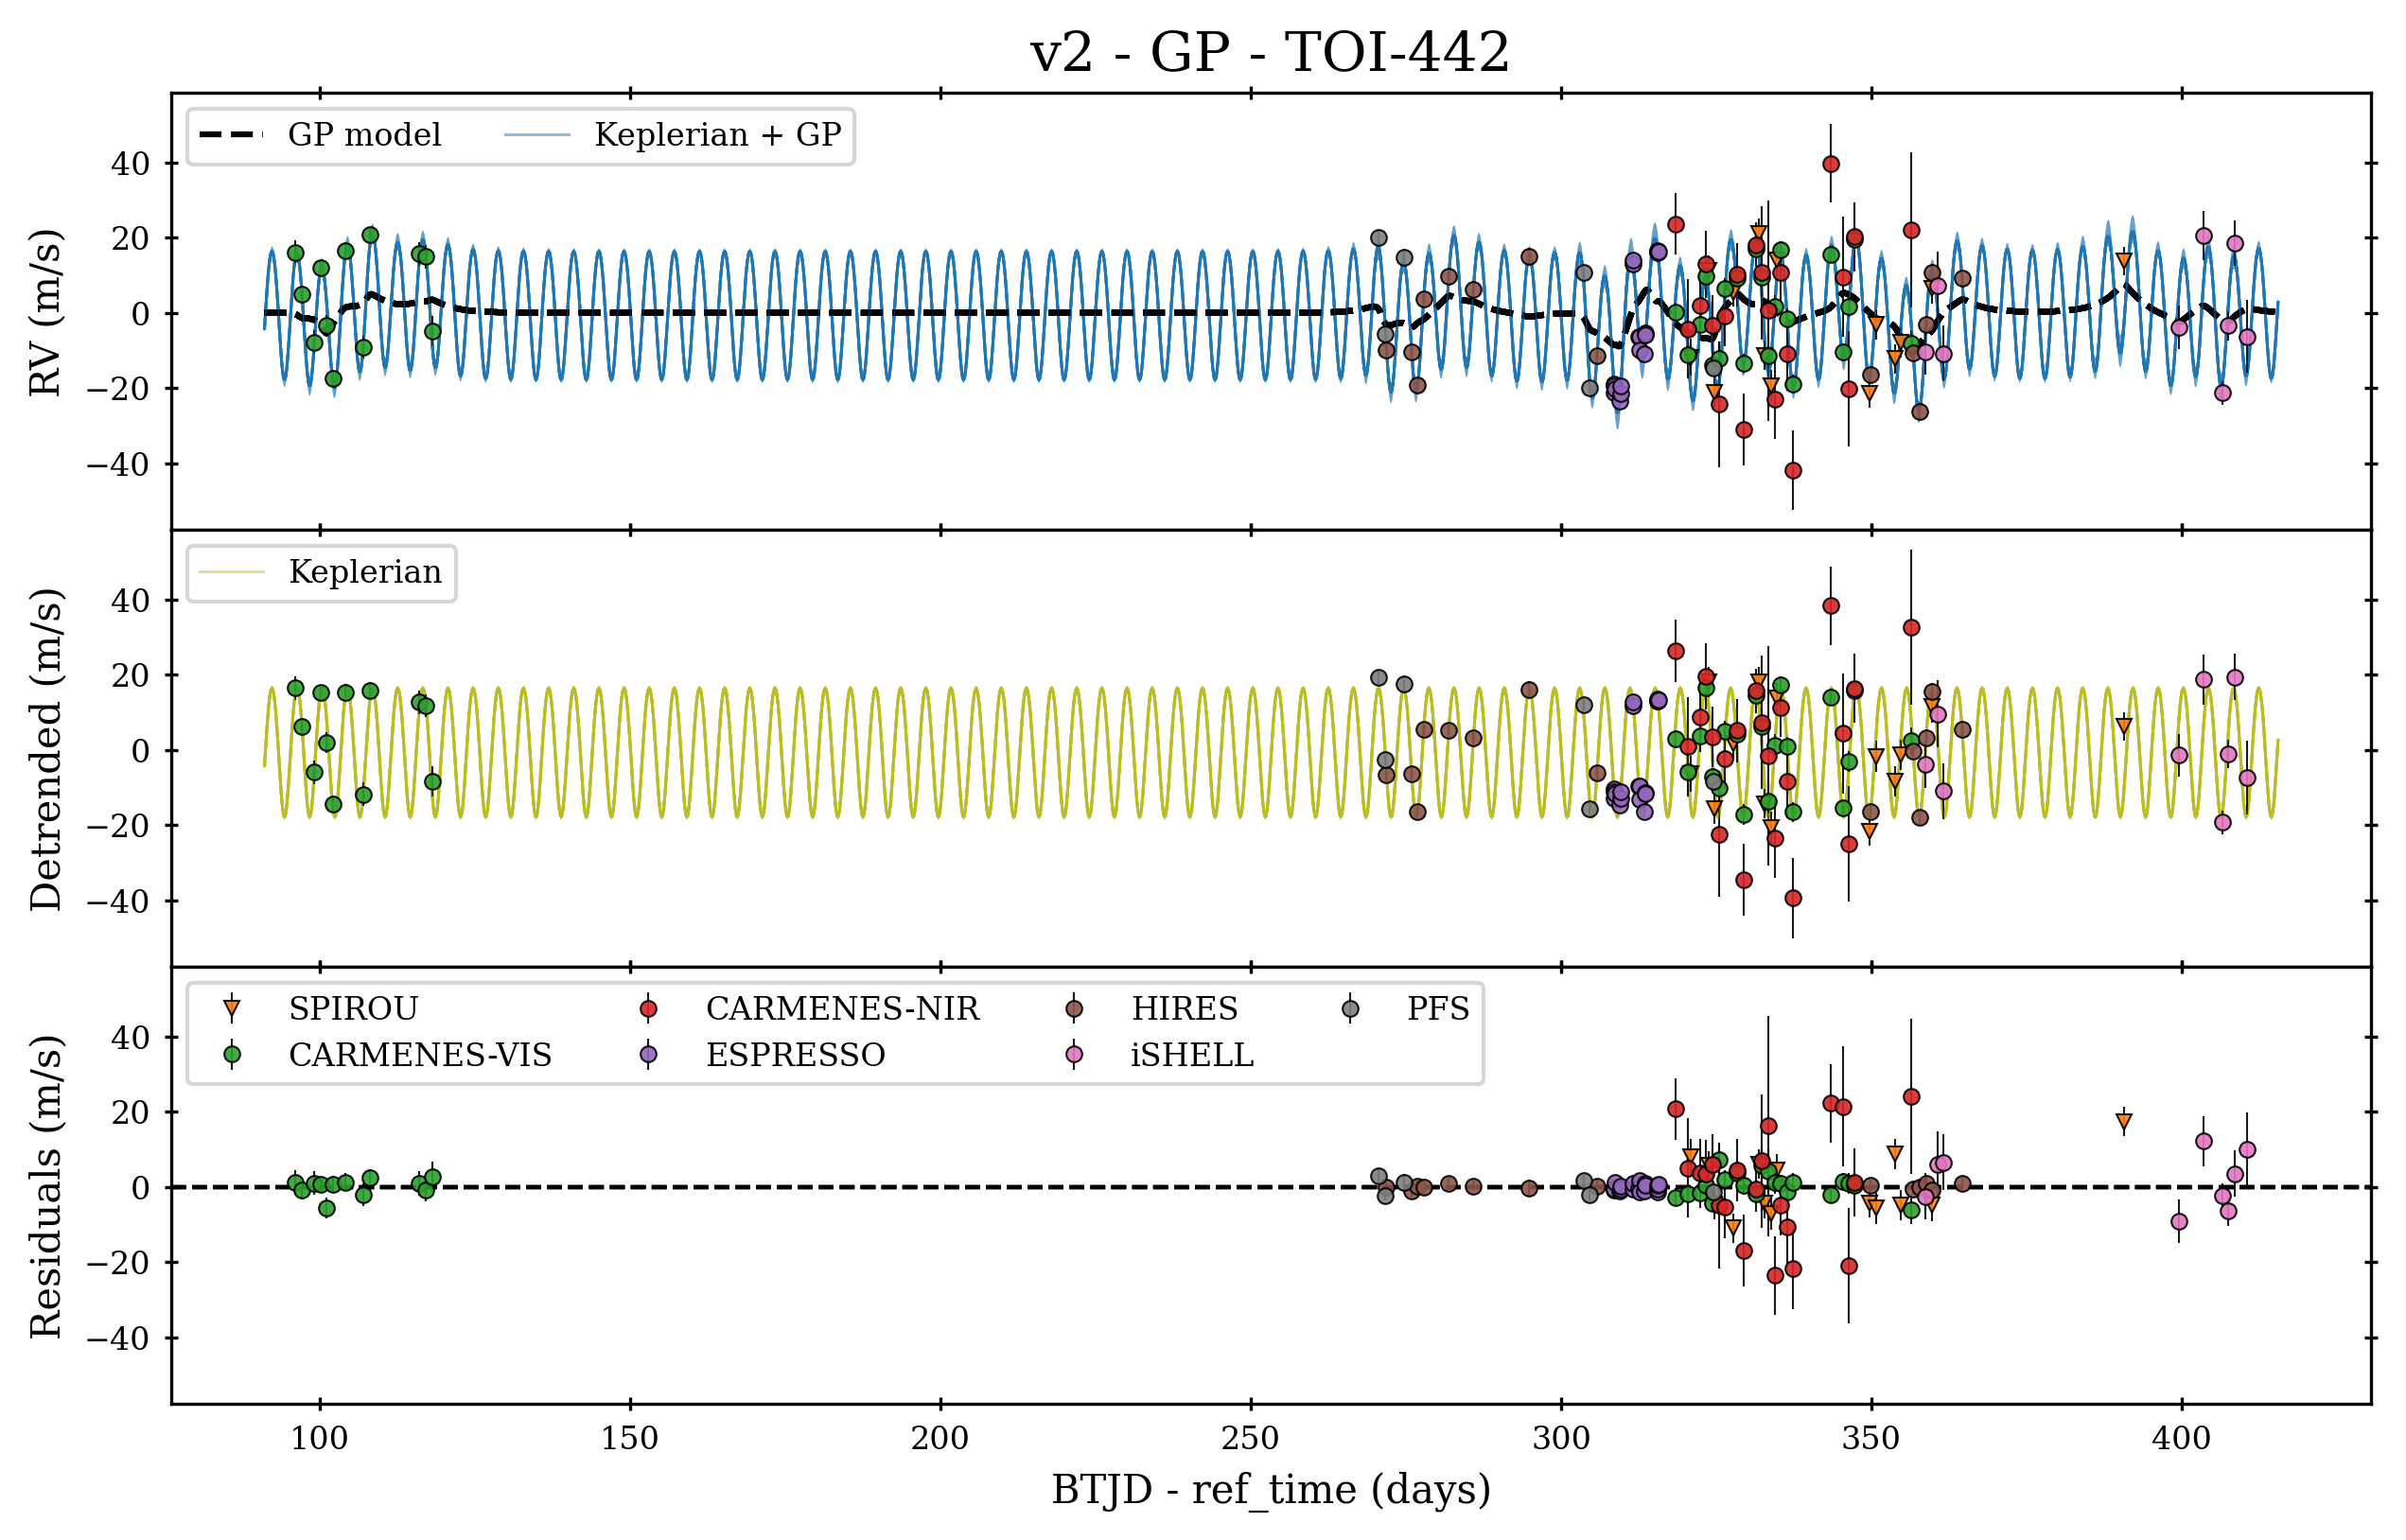 v2 - GP - TOI-442
GP model Keplerian + GP
RV (m/s)
40
20
0
−20
−40
Keplerian
Detrended (m/s)
40
20
0
−20
−40
SPIROU CARMENES-NIR HIRES PFS
CARMENES-VIS ESPRESSO iSHELL
Residuals (m/s)
40
20
0
−20
−40
100 150 200 250 300 350 400
BTJD - ref_time (days)